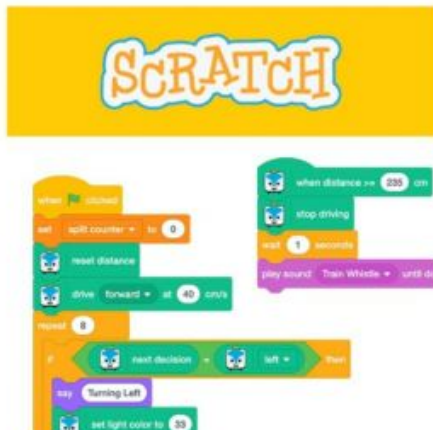 SCRATCH
when clicked
set split counter to 0
reset distance
drive forward at 40 cm/s
repeat 8
if next decision = left then
say Turning Left
set light color to 33
when distance >= 235 cm
stop driving
wait 1 seconds
play sound Train Whistle until